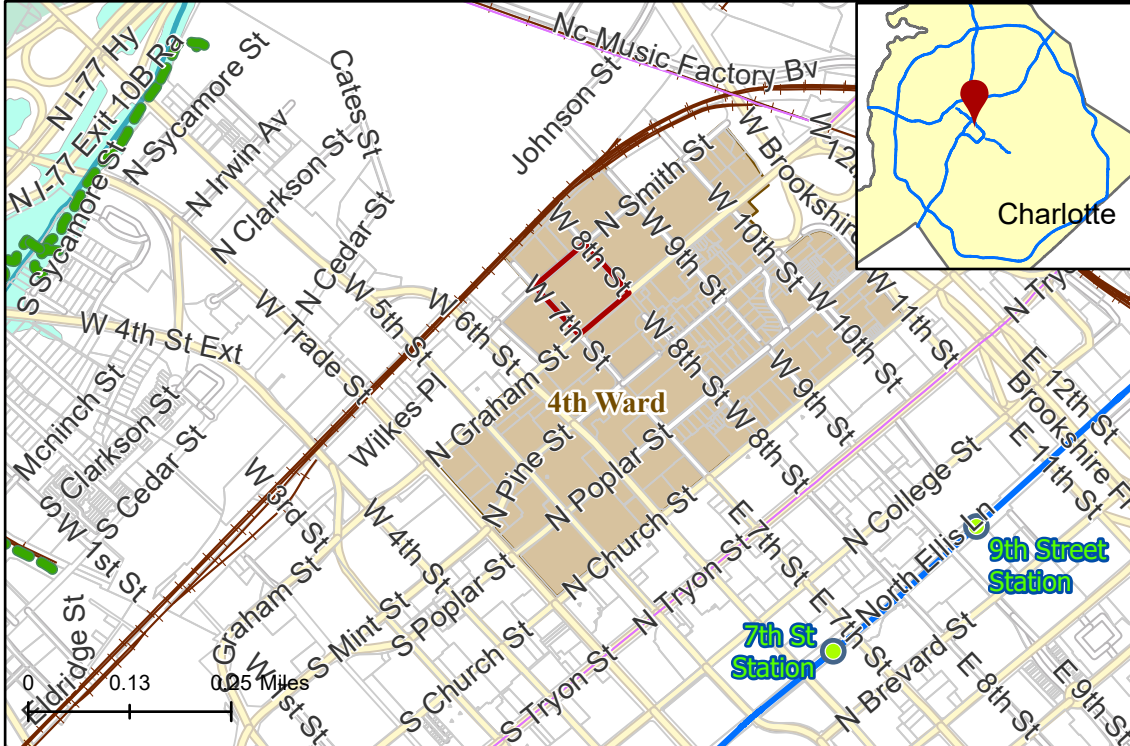 Nc Music Factory Bv
N I-77 Hy
N I-77 Exit 10B Ra
N Sycamore St
S Sycamore St
N Irwin Av
N Clarkson St
Cates St
N Cedar St
Johnson St
N Smith St
W Brookshire
W 12th
Charlotte
W 8th St
W 9th St
W 10th St
W 7th St
W 10th St
W 11th St
N Tryon
W 4th St Ext
W Trade St
W 5th St
W 6th St
W 8th St
W 9th St
Wilkes Pl
N Graham St
4th Ward
N Pine St
N Poplar St
W 8th St
N Church St
Mcninch St
S Clarkson St
S Cedar St
W 1st St
W 3rd St
W 4th St
E 7th St
N Tryon St
N College St
E 12th St
Brookshire Fr
E 11th St
North Ellis Ln
9th Street
Station
7th St
Station
E 7th St
N Brevard St
E 8th St
E 9th St
Eldridge St
S Graham St
S Mint St
S Poplar St
S Church St
S Tryon St
W 1st St
0 0.13 0.25 Miles